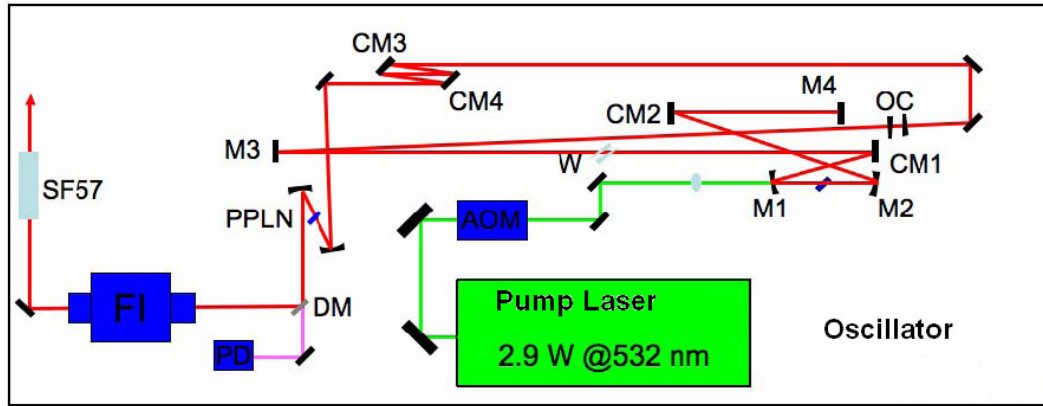 CM3
M4
OC
CM4
CM2
M3
W
CM1
SF57
M1
M2
PPLN
AOM
FI
DM
Pump Laser
PD
2.9 W @532 nm
Oscillator